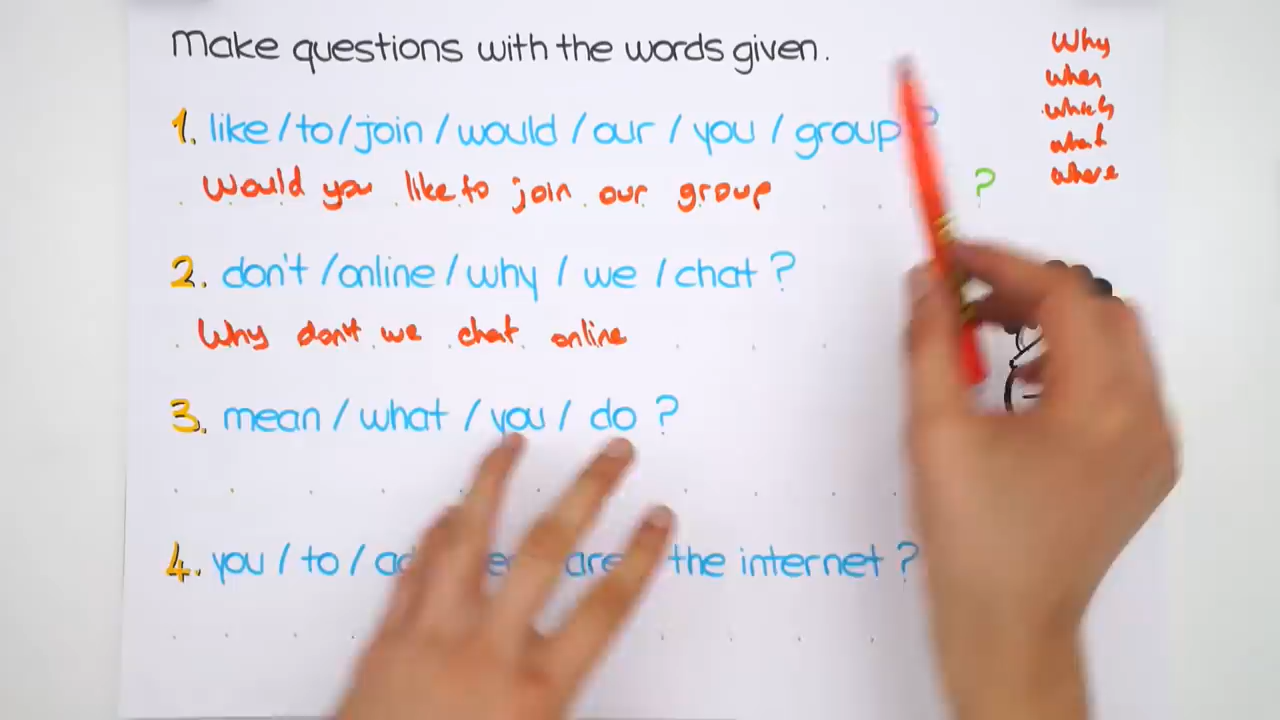 Make questions with the words given.
Why
when
which
what
where
1. like / to / join / would / our / you / group ?
Would you like to join our group ?
2. don't / online / why / we / chat ?
Why don't we chat online
3. mean / what / you / do ?
4. you / to / are the internet ?